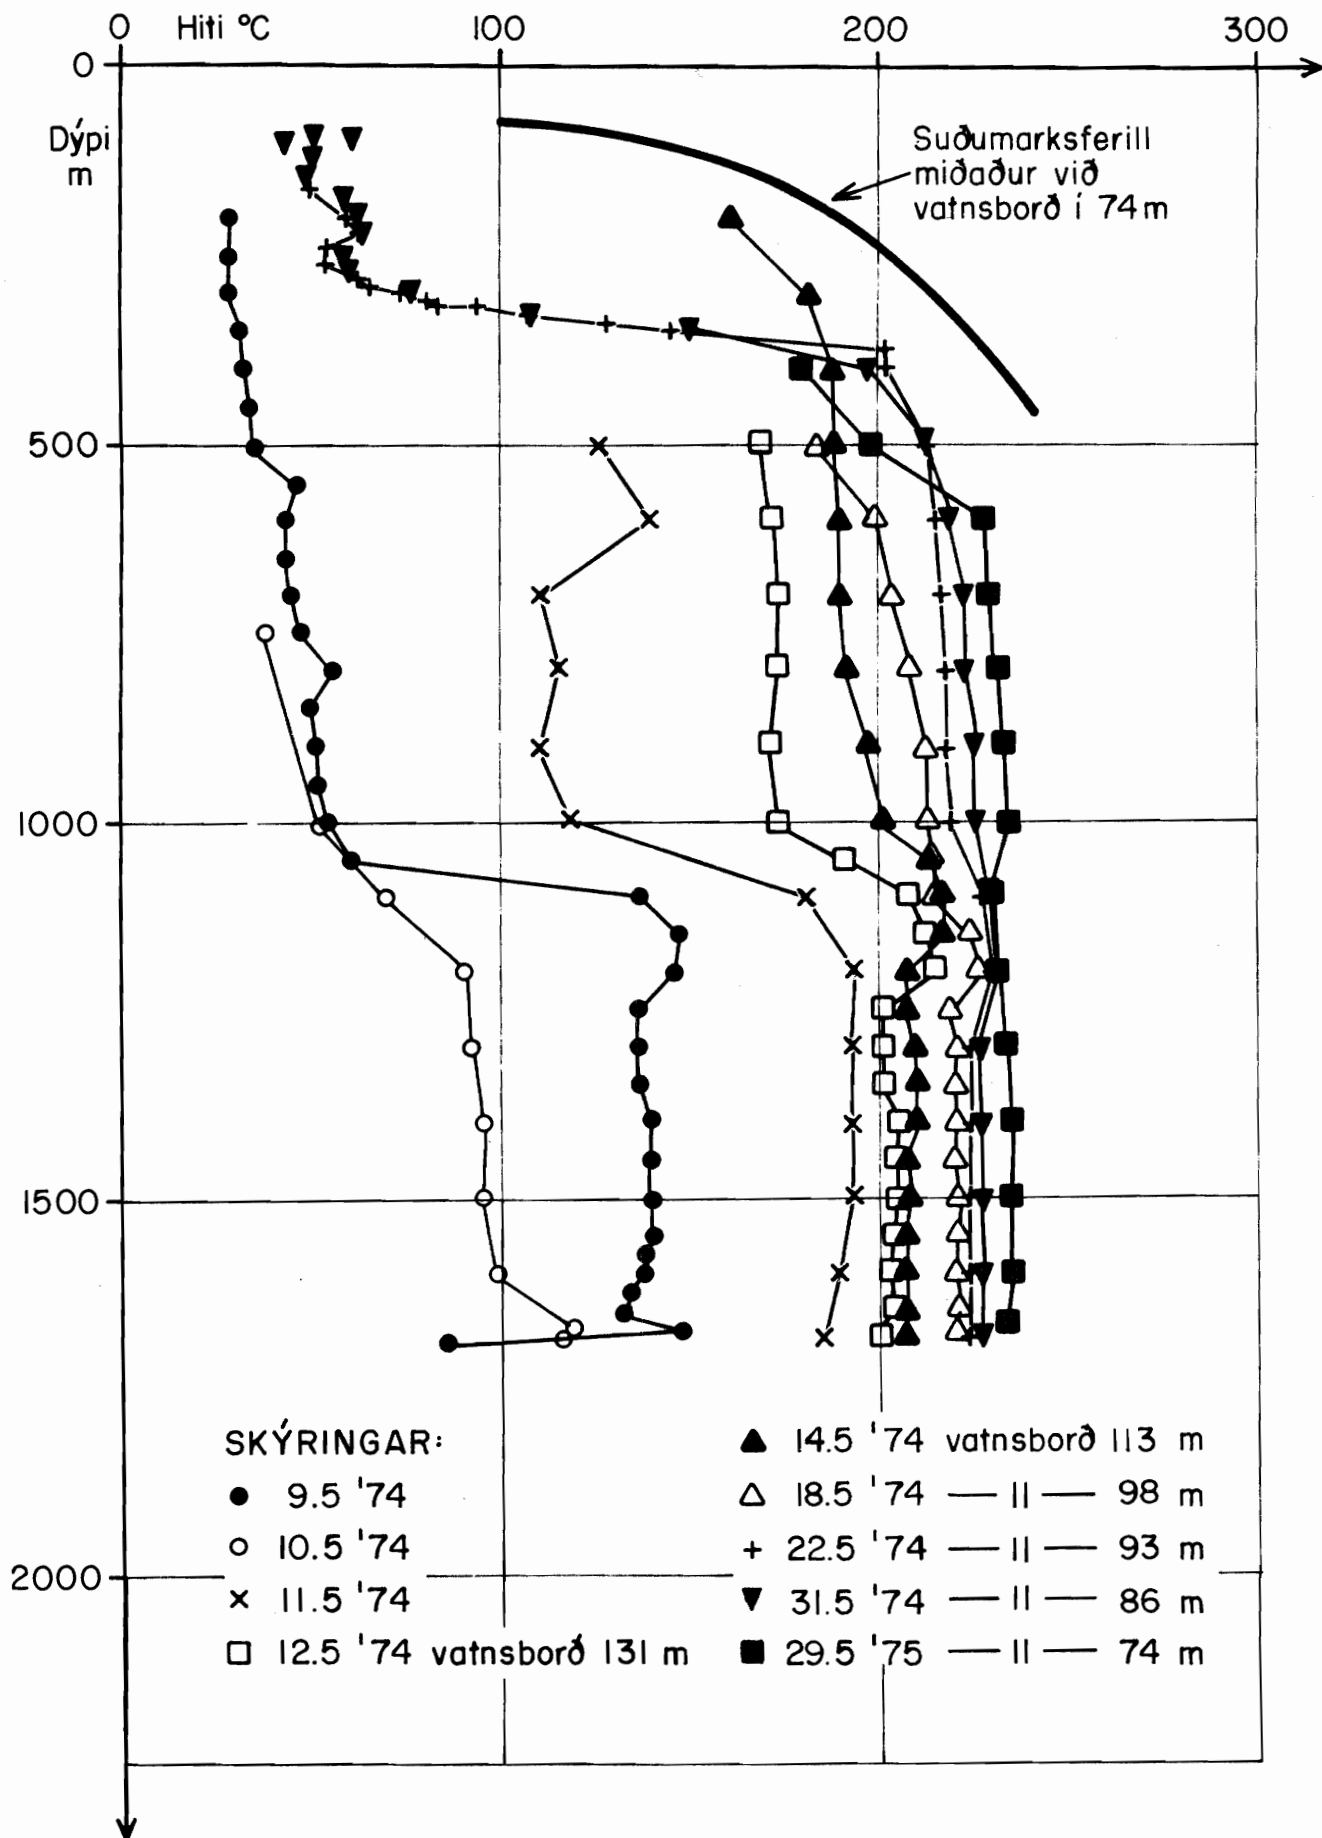 0 Hiti °C 100 200 300
0
Dýpi
m
Suðumarksferill
miðaður við
vatnsborð í 74 m
500
1000
1500
2000
SKÝRINGAR:
● 9.5 '74
○ 10.5 '74
× 11.5 '74
□ 12.5 '74 vatnsborð 131 m
▲ 14.5 '74 vatnsborð 113 m
△ 18.5 '74 — II — 98 m
+ 22.5 '74 — II — 93 m
▼ 31.5 '74 — II — 86 m
■ 29.5 '75 — II — 74 m